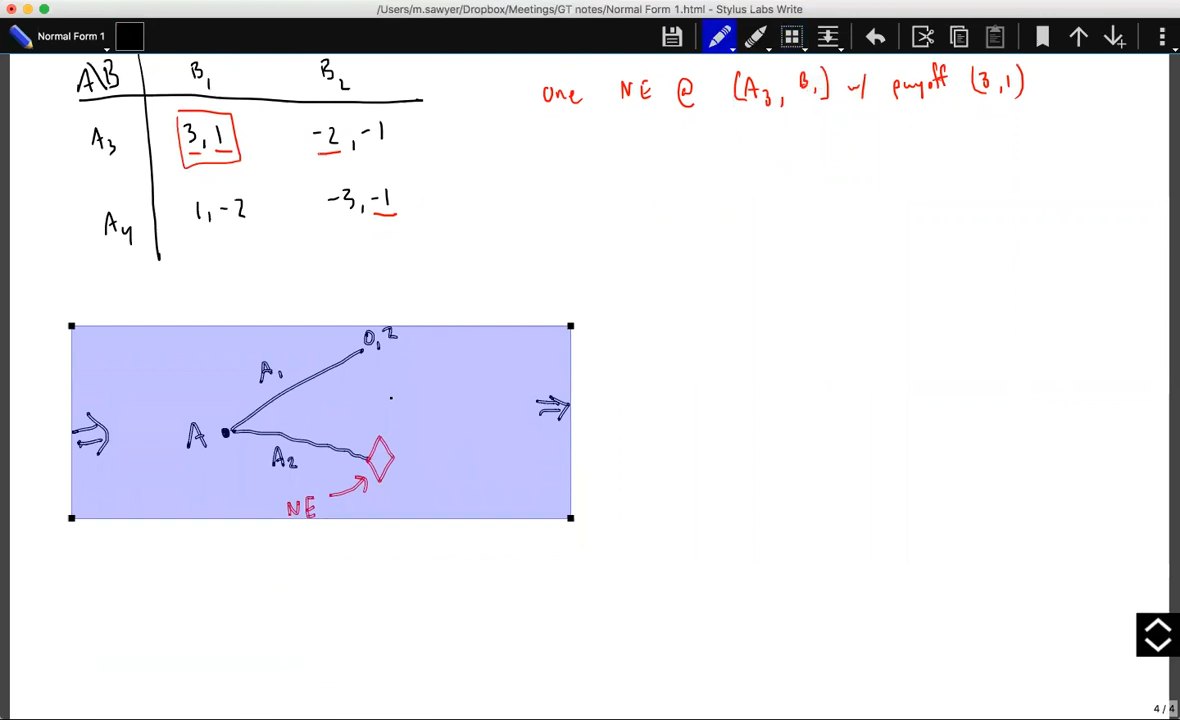 /Users/m.sawyer/Dropbox/Meetings/GT notes/Normal Form 1.html - Stylus Labs Write
Normal Form 1
A\B B1 B2
one NE @ (A3, B1) w/ payoff (3,1)
A3 3, 1 -2, -1
A4 1, -2 -3, -1
0, 2
A1
⇒ A ⇒
A2
NE
4 / 4